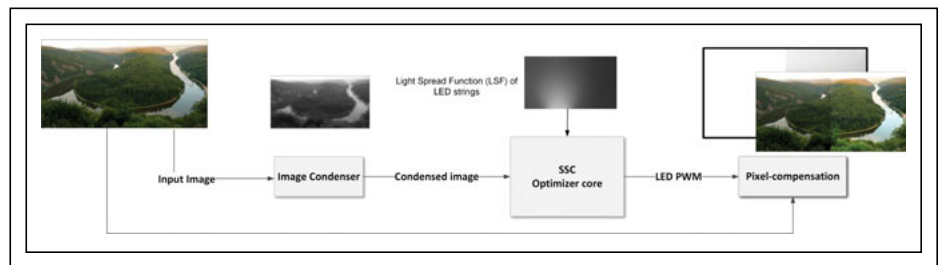 Light Spread Function (LSF) of
LED strings
Input Image
Image Condenser
Condensed image
SSC
Optimizer core
LED PWM
Pixel-compensation